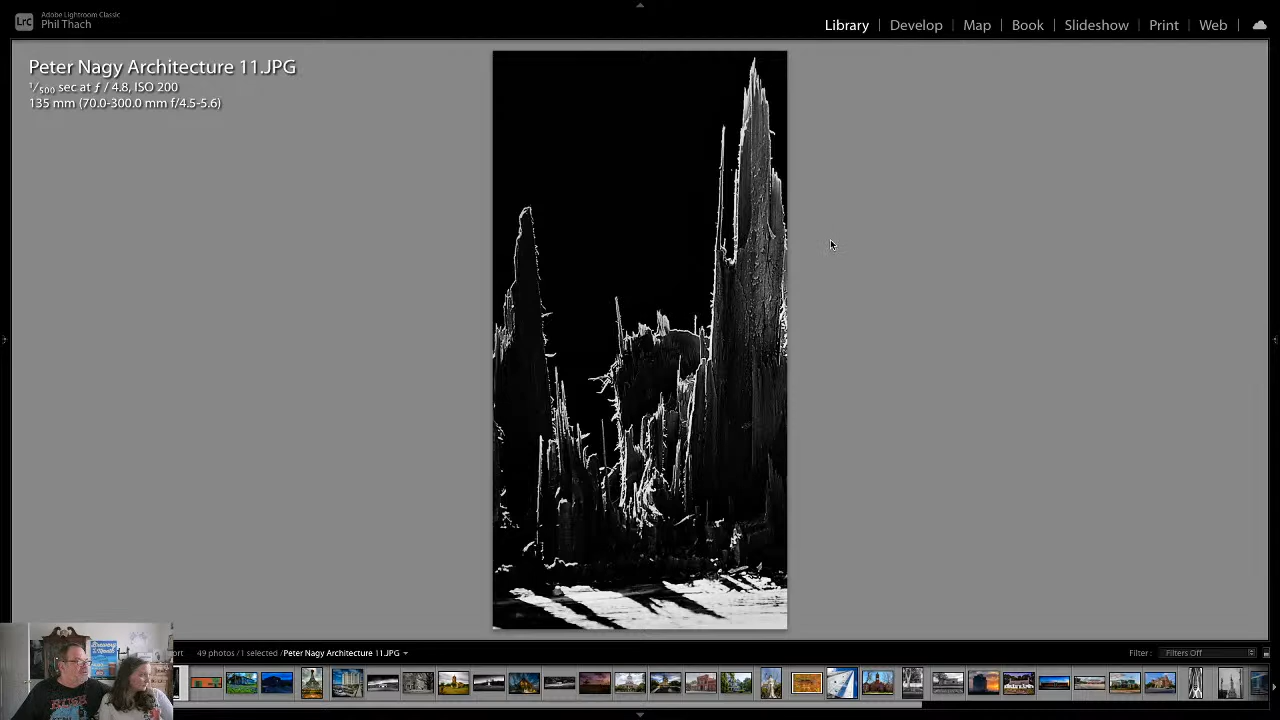 Lrc
Adobe Lightroom Classic
Phil Thach
Library | Develop | Map | Book | Slideshow | Print | Web
Peter Nagy Architecture 11.JPG
1/500 sec at ƒ / 4.8, ISO 200
135 mm (70.0-300.0 mm f/4.5-5.6)
49 photos / 1 selected / Peter Nagy Architecture 11.JPG
Filter : Filters Off